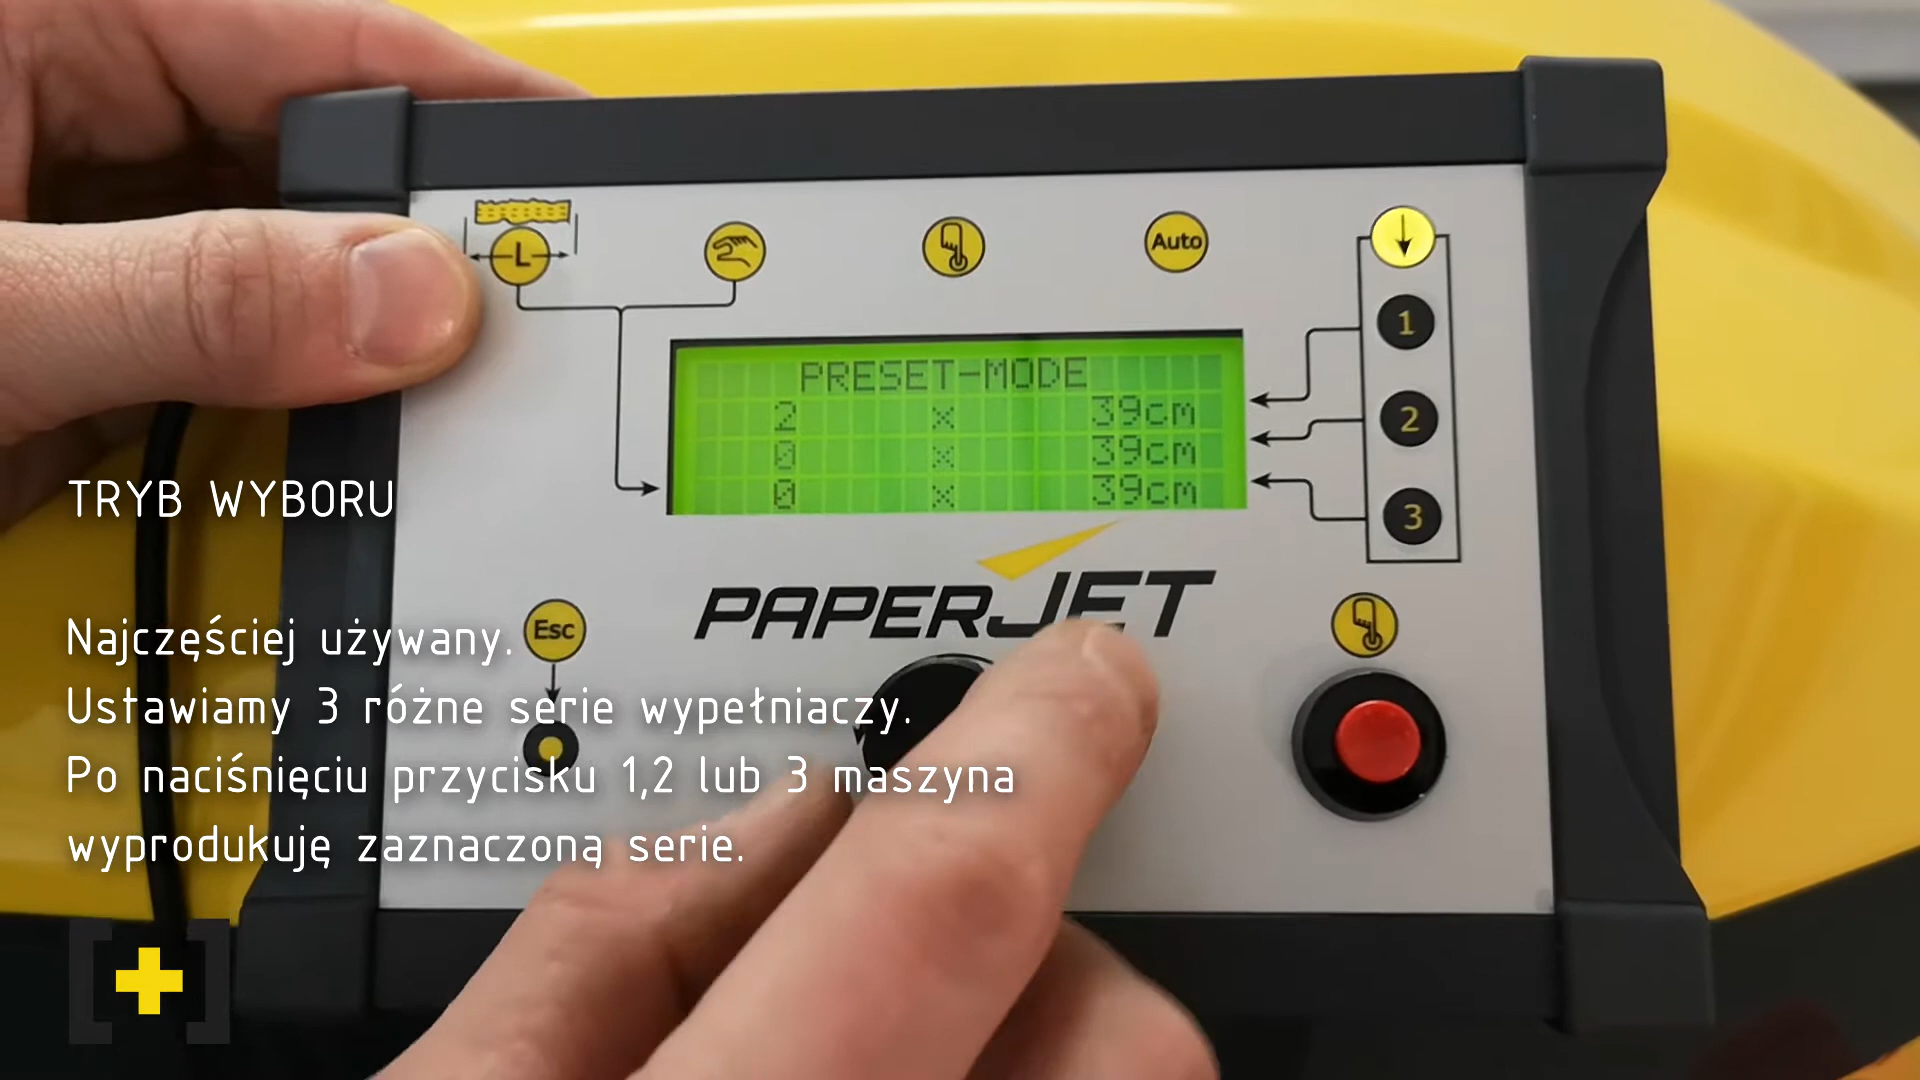 L
Auto
1
PRESET-MODE
2 x 39cm
2
0 x 39cm
0 x 39cm
3
TRYB WYBORU
PAPERJET
Esc
Najczęściej używany.
Ustawiamy 3 różne serie wypełniaczy.
Po naciśnięciu przycisku 1,2 lub 3 maszyna
wyprodukuję zaznaczoną serie.